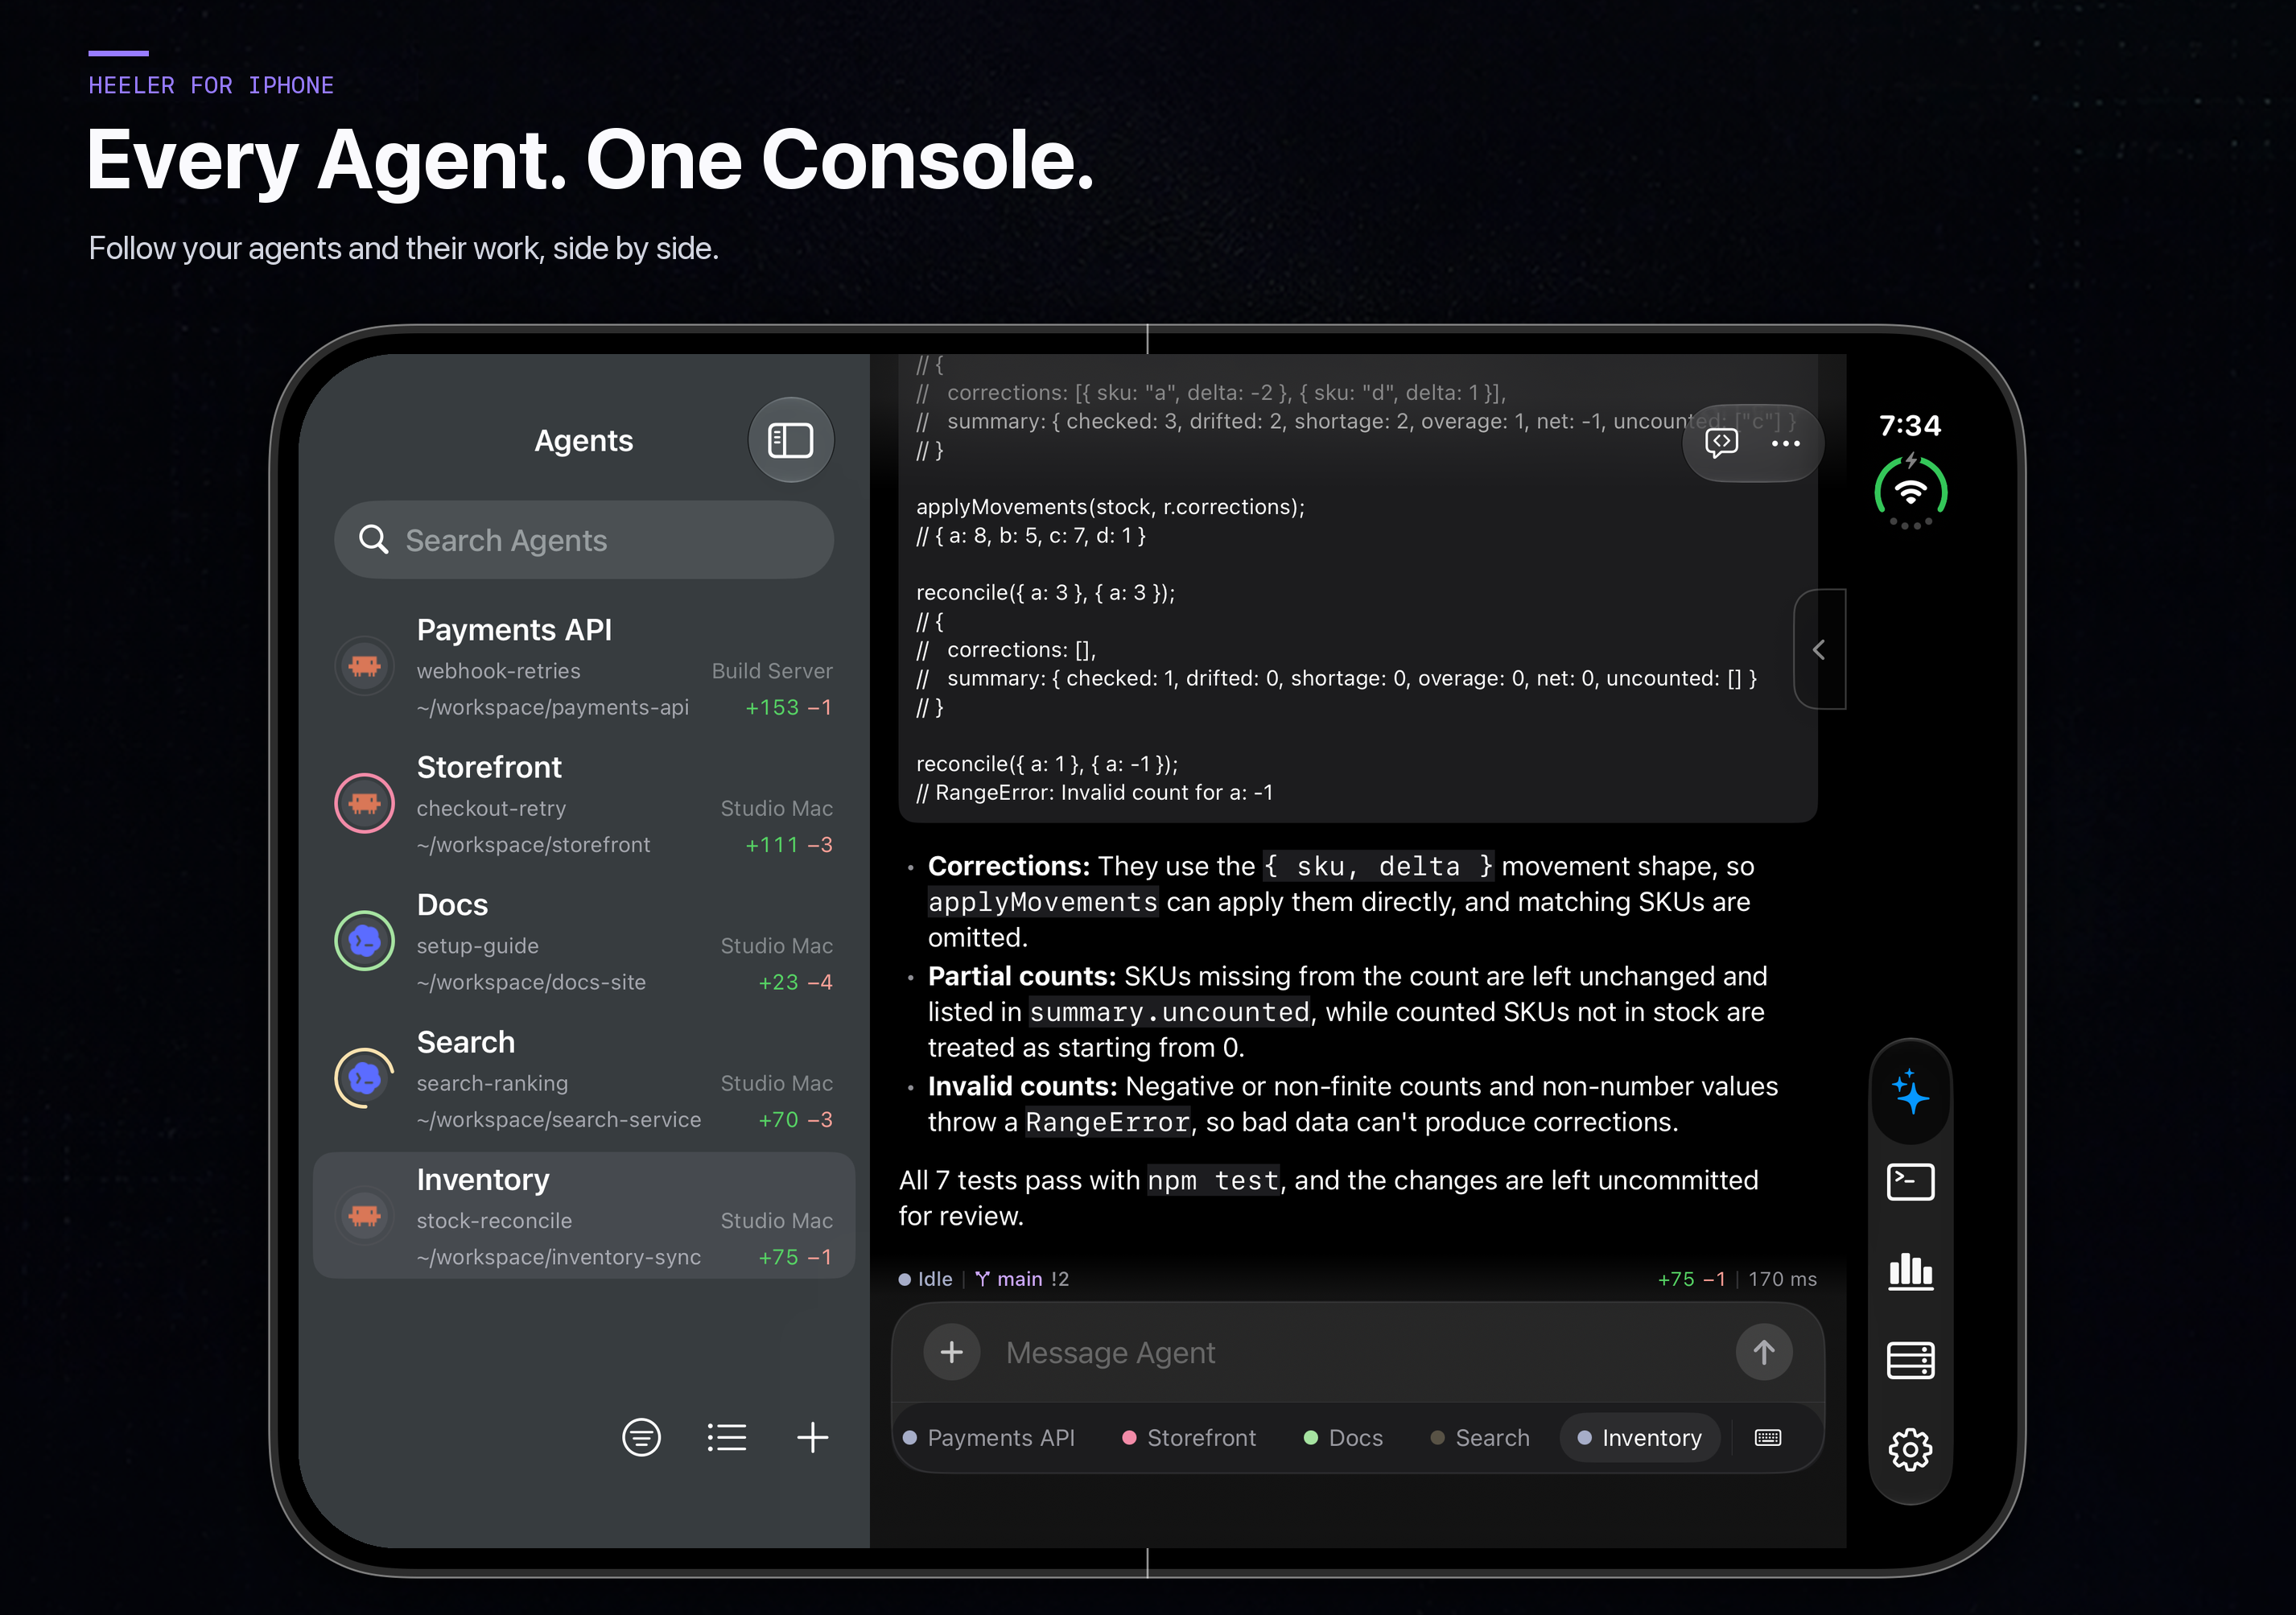 HEELER FOR IPHONE
Every Agent. One Console.
Follow your agents and their work, side by side.
Agents
Search Agents
Payments API
webhook-retries Build Server
~/workspace/payments-api +153 −1
Storefront
checkout-retry Studio Mac
~/workspace/storefront +111 −3
Docs
setup-guide Studio Mac
~/workspace/docs-site +23 −4
Search
search-ranking Studio Mac
~/workspace/search-service +70 −3
Inventory
stock-reconcile Studio Mac
~/workspace/inventory-sync +75 −1
// {
//   corrections: [{ sku: "a", delta: -2 }, { sku: "d", delta: 1 }],
//   summary: { checked: 3, drifted: 2, shortage: 2, overage: 1, net: -1, uncounted: ["c"] }
// }
applyMovements(stock, r.corrections);
// { a: 8, b: 5, c: 7, d: 1 }
reconcile({ a: 3 }, { a: 3 });
// {
//   corrections: [],
//   summary: { checked: 1, drifted: 0, shortage: 0, overage: 0, net: 0, uncounted: [] }
// }
reconcile({ a: 1 }, { a: -1 });
// RangeError: Invalid count for a: -1
• Corrections: They use the { sku, delta } movement shape, so
applyMovements can apply them directly, and matching SKUs are
omitted.
• Partial counts: SKUs missing from the count are left unchanged and
listed in summary.uncounted, while counted SKUs not in stock are
treated as starting from 0.
• Invalid counts: Negative or non-finite counts and non-number values
throw a RangeError, so bad data can't produce corrections.
All 7 tests pass with npm test, and the changes are left uncommitted
for review.
Idle | main !2 +75 −1 | 170 ms
Message Agent
Payments API Storefront Docs Search Inventory
7:34